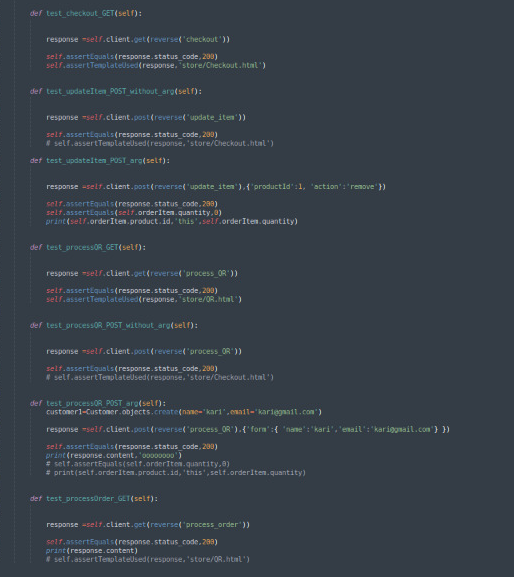 def test_checkout_GET(self):
response =self.client.get(reverse('checkout'))
self.assertEquals(response.status_code,200)
self.assertTemplateUsed(response,'store/Checkout.html')
def test_updateItem_POST_without_arg(self):
response =self.client.post(reverse('update_item'))
self.assertEquals(response.status_code,200)
# self.assertTemplateUsed(response,'store/Checkout.html')
def test_updateItem_POST_arg(self):
response =self.client.post(reverse('update_item'),{'productId':1, 'action':'remove'})
self.assertEquals(response.status_code,200)
self.assertEquals(self.orderItem.quantity,0)
print(self.orderItem.product.id,'this',self.orderItem.quantity)
def test_processQR_GET(self):
response =self.client.get(reverse('process_QR'))
self.assertEquals(response.status_code,200)
self.assertTemplateUsed(response,'store/QR.html')
def test_processQR_POST_without_arg(self):
response =self.client.post(reverse('process_QR'))
self.assertEquals(response.status_code,200)
# self.assertTemplateUsed(response,'store/Checkout.html')
def test_processQR_POST_arg(self):
customer1=Customer.objects.create(name='kari',email='kari@gmail.com')
response =self.client.post(reverse('process_QR'),{'form':{ 'name':'kari','email':'kari@gmail.com'} })
self.assertEquals(response.status_code,200)
print(response.content,'oooooooo')
# self.assertEquals(self.orderItem.quantity,0)
# print(self.orderItem.product.id,'this',self.orderItem.quantity)
def test_processOrder_GET(self):
response =self.client.get(reverse('process_order'))
self.assertEquals(response.status_code,200)
print(response.content)
# self.assertTemplateUsed(response,'store/QR.html')